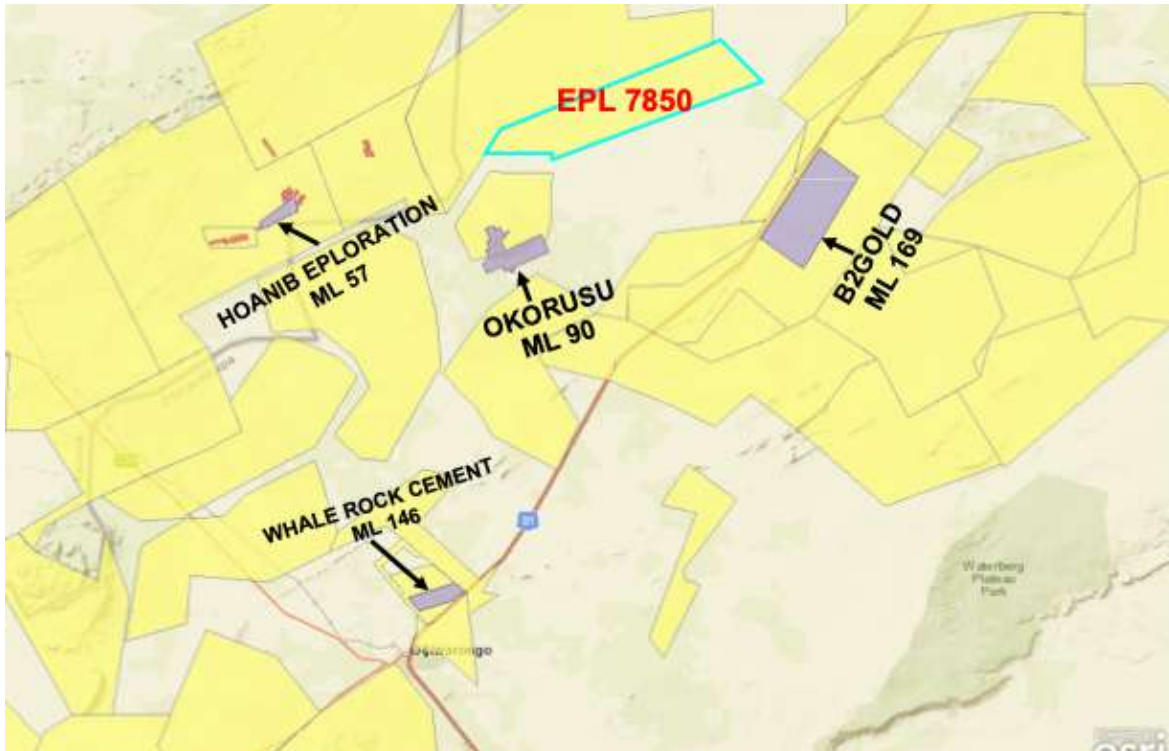 EPL 7850
HOANIB EPLORATION
ML 57
OKORUSU
ML 90
B2GOLD
ML 169
WHALE ROCK CEMENT
ML 146
Waterberg
Plateau
Park
esri